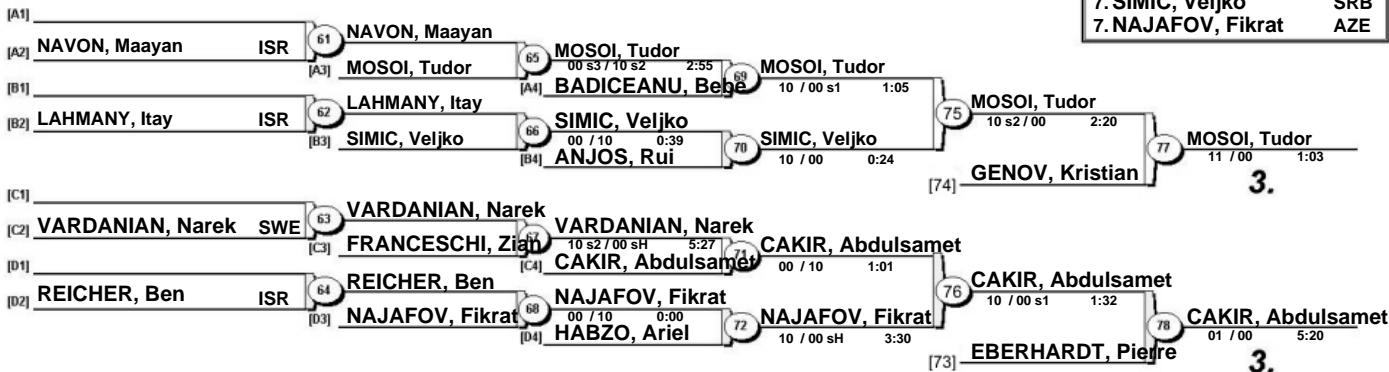 7. SIMIC, Veljko SRB
7. NAJAFOV, Fikrat AZE
[A1]
[A2] NAVON, Maayan ISR
61
NAVON, Maayan
[A3] MOSOI, Tudor
65
MOSOI, Tudor
00 s3 / 10 s2 2:55
[A4] BADICEANU, Bebe
69
MOSOI, Tudor
10 / 00 s1 1:05
[B1]
[B2] LAHMANY, Itay ISR
62
LAHMANY, Itay
[B3] SIMIC, Veljko
66
SIMIC, Veljko
00 / 10 0:39
[B4] ANJOS, Rui
70
SIMIC, Veljko
10 / 00 0:24
75
MOSOI, Tudor
10 s2 / 00 2:20
[74] GENOV, Kristian
77
MOSOI, Tudor
11 / 00 1:03
3.
[C1]
[C2] VARDANIAN, Narek SWE
63
VARDANIAN, Narek
[C3] FRANCESCHI, Zian
67
VARDANIAN, Narek
10 s2 / 00 sH 5:27
[C4] CAKIR, Abdulsamet
71
CAKIR, Abdulsamet
00 / 10 1:01
[D1]
[D2] REICHER, Ben ISR
64
REICHER, Ben
[D3] NAJAFOV, Fikrat
68
NAJAFOV, Fikrat
00 / 10 0:00
[D4] HABZO, Ariel
72
NAJAFOV, Fikrat
10 / 00 sH 3:30
76
CAKIR, Abdulsamet
10 / 00 s1 1:32
[73] EBERHARDT, Pierre
78
CAKIR, Abdulsamet
01 / 00 5:20
3.